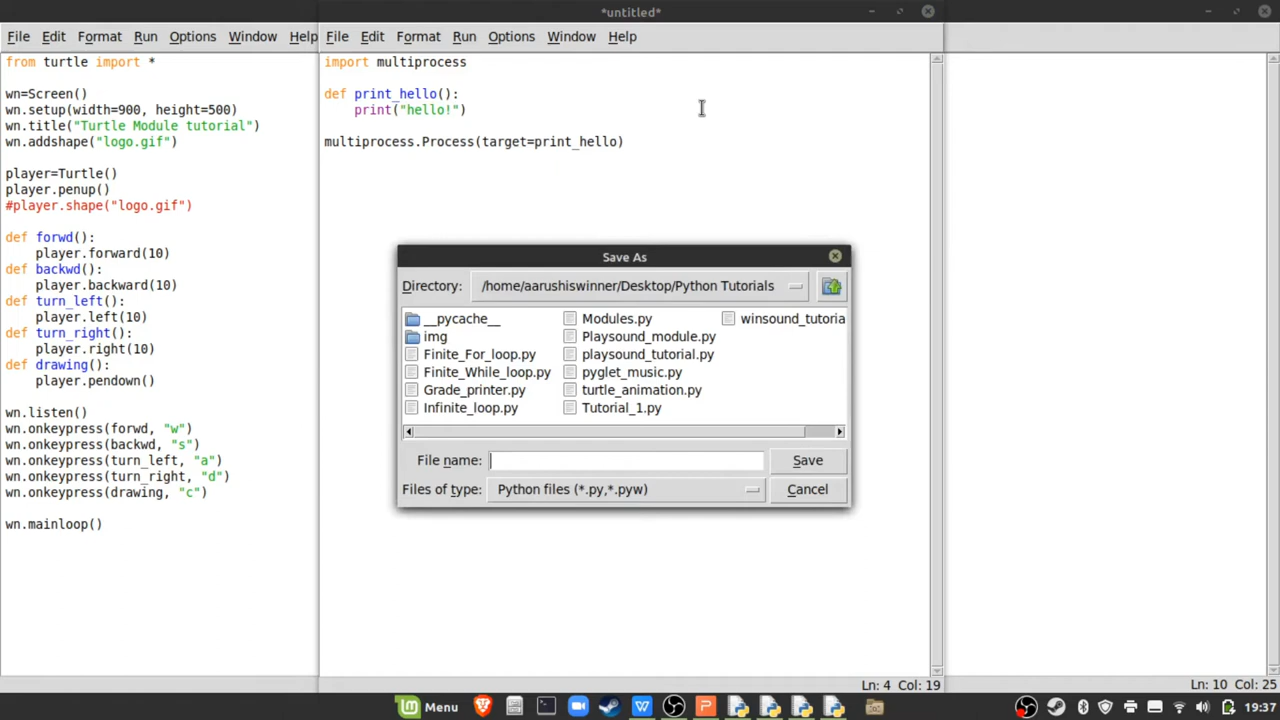 *untitled*
File Edit Format Run Options Window Help
from turtle import *
wn=Screen()
wn.setup(width=900, height=500)
wn.title("Turtle Module tutorial")
wn.addshape("logo.gif")
player=Turtle()
player.penup()
#player.shape("logo.gif")
def forwd():
    player.forward(10)
def backwd():
    player.backward(10)
def turn_left():
    player.left(10)
def turn_right():
    player.right(10)
def drawing():
    player.pendown()
wn.listen()
wn.onkeypress(forwd, "w")
wn.onkeypress(backwd, "s")
wn.onkeypress(turn_left, "a")
wn.onkeypress(turn_right, "d")
wn.onkeypress(drawing, "c")
wn.mainloop()
File Edit Format Run Options Window Help
import multiprocess
def print_hello():
    print("hello!")
multiprocess.Process(target=print_hello)
Save As
Directory: /home/aarushiswinner/Desktop/Python Tutorials
__pycache__
img
Finite_For_loop.py
Finite_While_loop.py
Grade_printer.py
Infinite_loop.py
Modules.py
Playsound_module.py
playsound_tutorial.py
pyglet_music.py
turtle_animation.py
Tutorial_1.py
winsound_tutoria
File name:
Save
Files of type: Python files (*.py,*.pyw)
Cancel
Ln: 4 Col: 19
Ln: 10 Col: 25
Menu
19:37